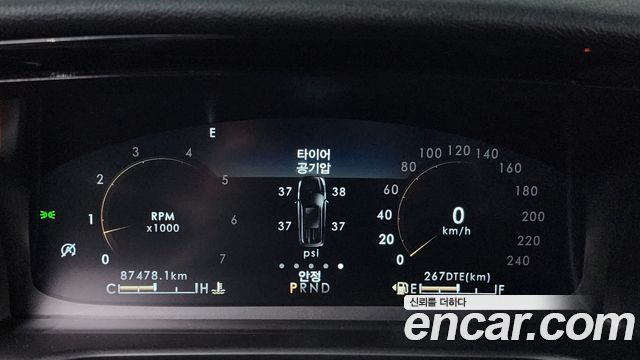 E
타이어
공기압
37 38
37 37
psi
안정
PRND
0 1 2 3 4 5 6 7
RPM
x1000
87478.1km
C H
0 20 40 60 80 100 120 140 160 180 200 220 240
0
km/h
267DTE(km)
E F
신뢰를 더하다
encar.com